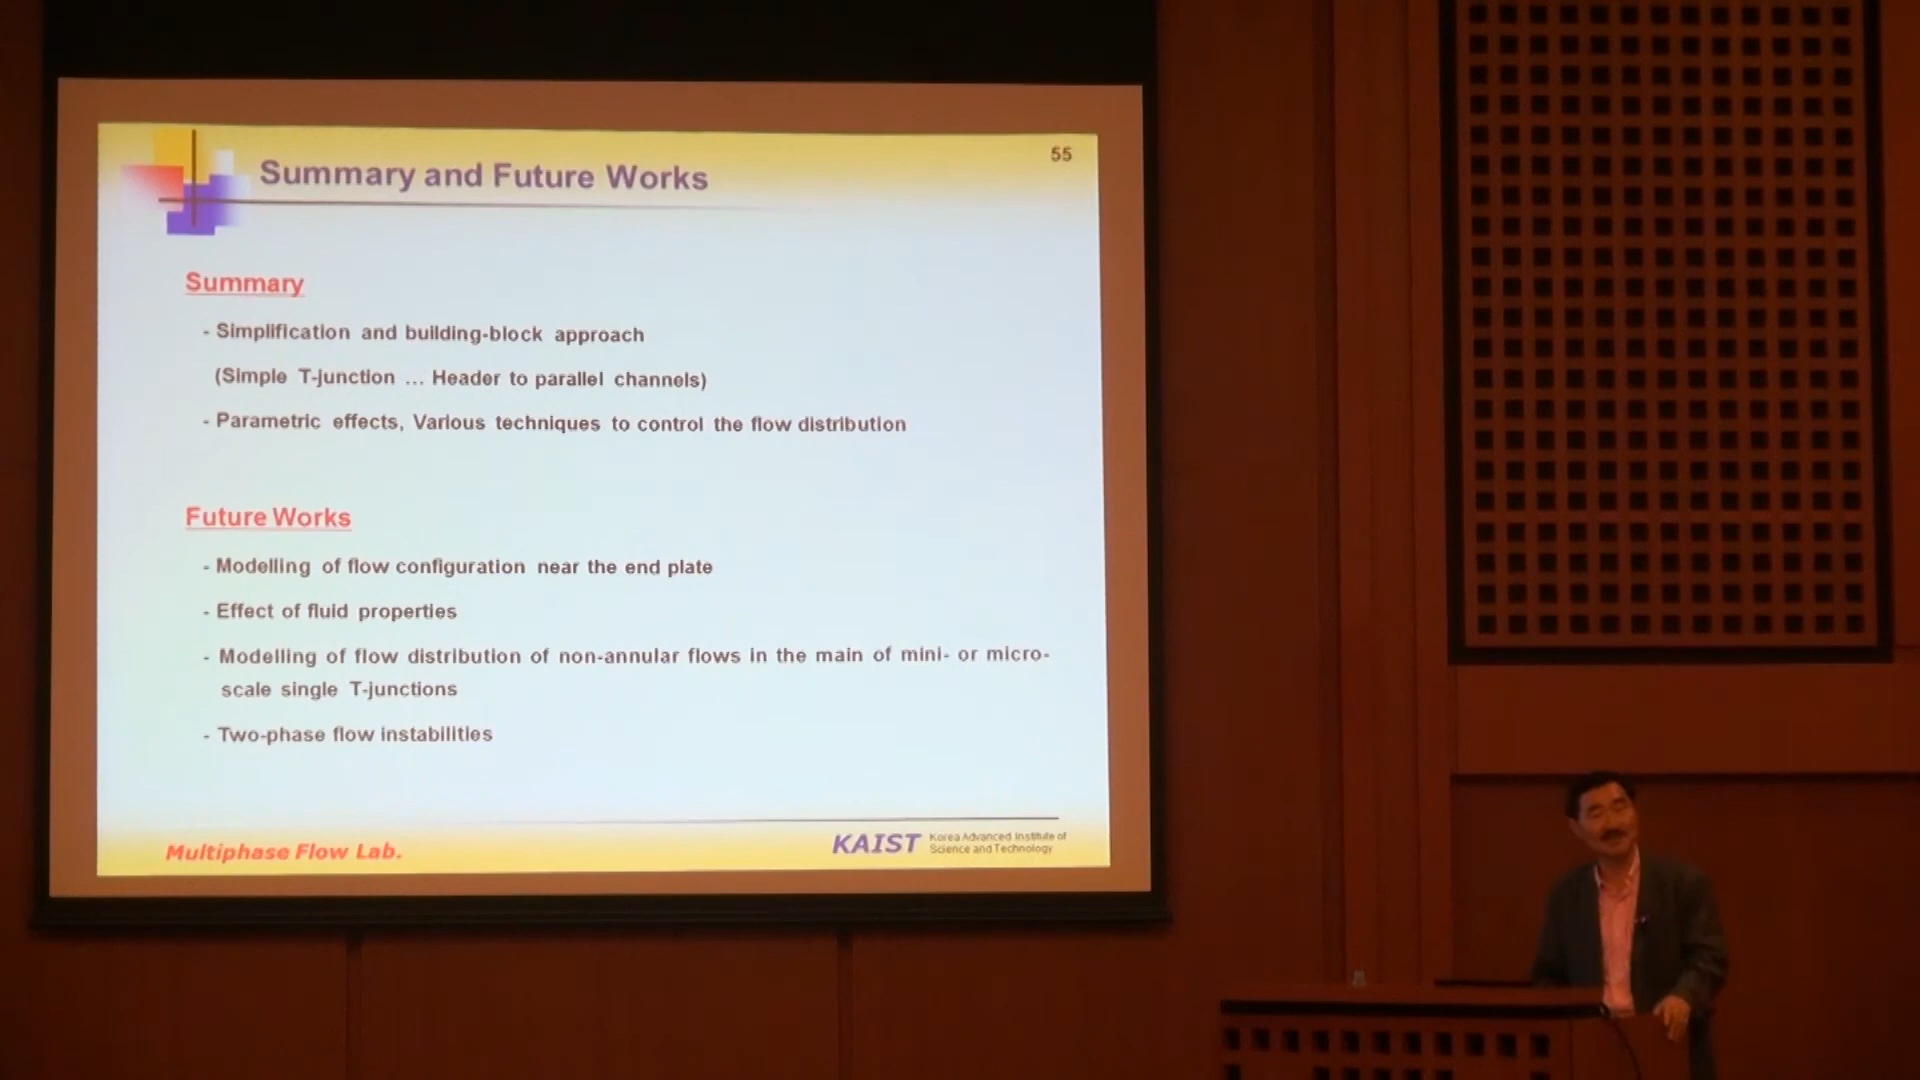 Summary and Future Works
55
Summary
- Simplification and building-block approach
(Simple T-junction ... Header to parallel channels)
- Parametric effects, Various techniques to control the flow distribution
Future Works
- Modelling of flow configuration near the end plate
- Effect of fluid properties
- Modelling of flow distribution of non-annular flows in the main of mini- or micro-
scale single T-junctions
- Two-phase flow instabilities
Multiphase Flow Lab.
KAIST
Korea Advanced Institute of
Science and Technology